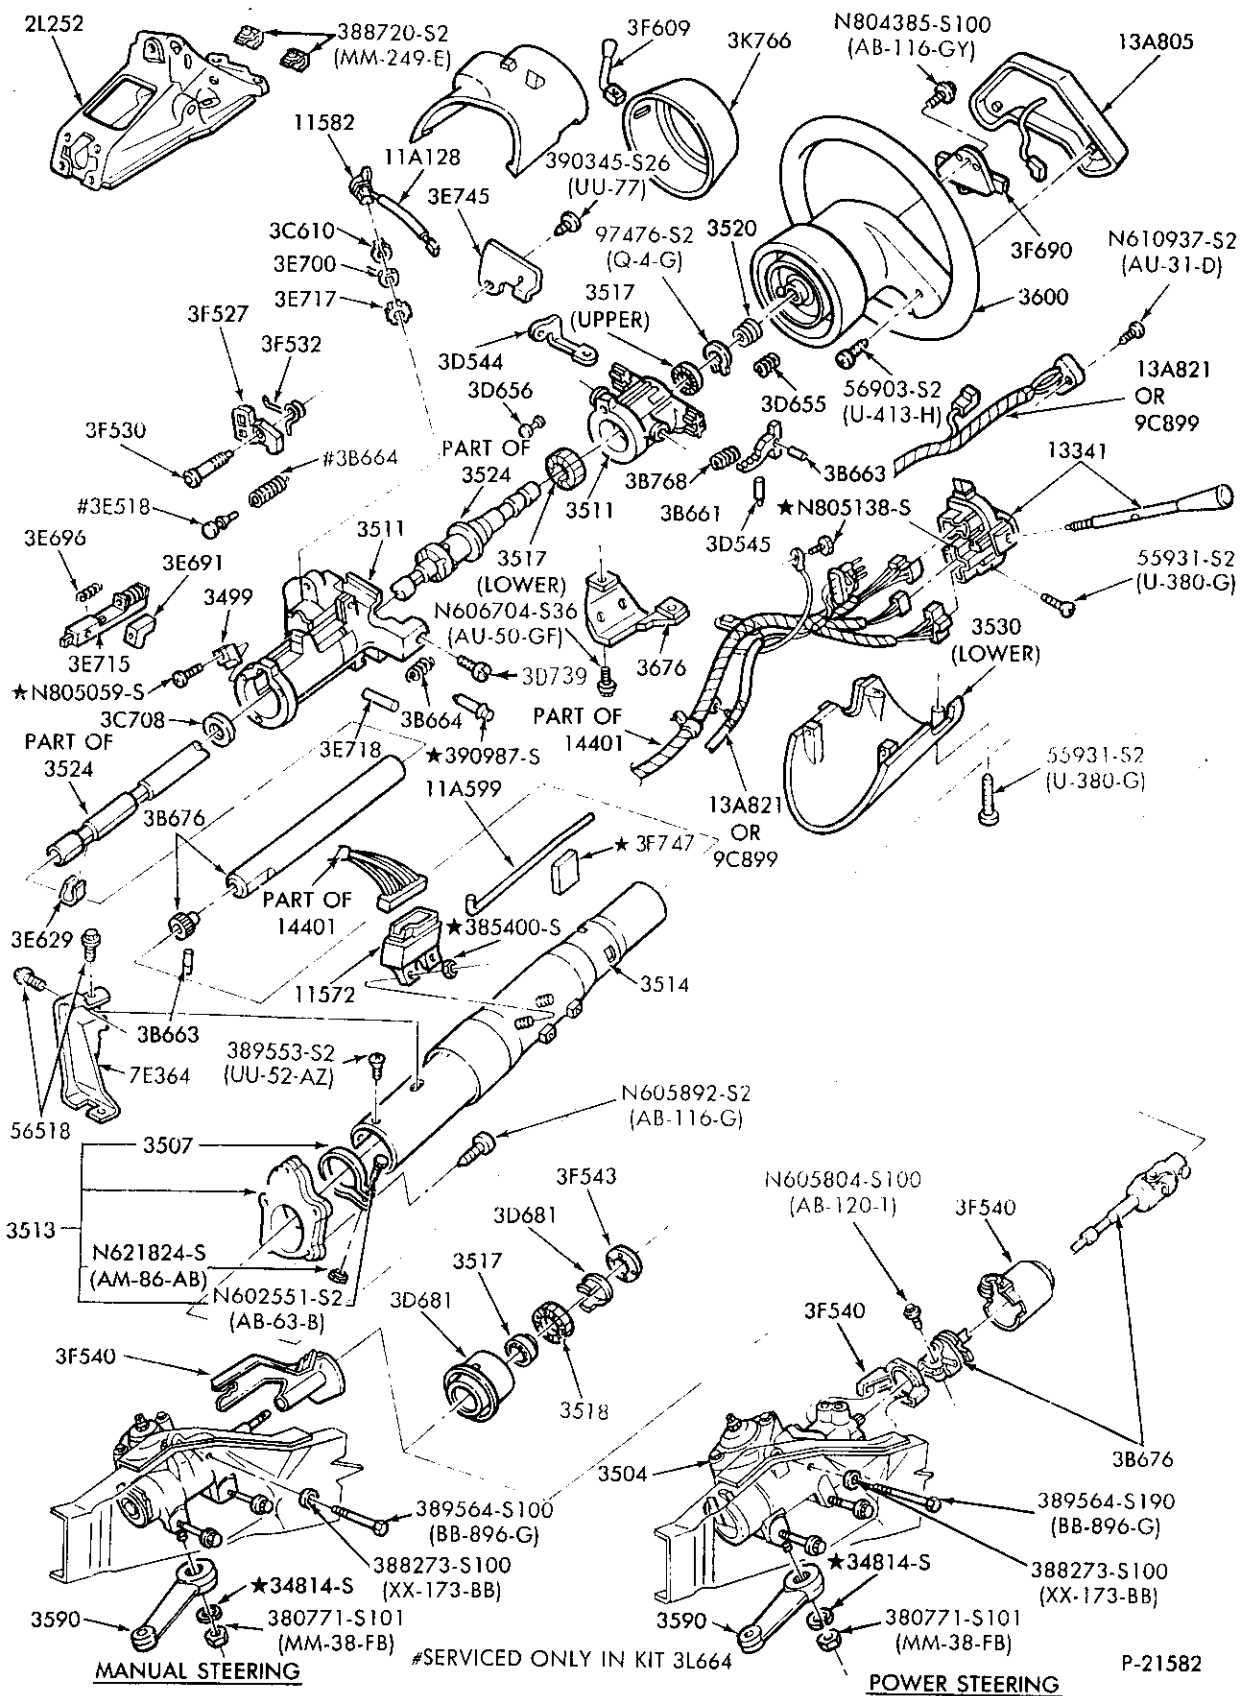 2L252
388720-S2
(MM-249-E)
3F609
3K766
N804385-S100
(AB-116-GY)
13A805
11582
11A128
3E745
390345-S26
(UU-77)
3C610
3E700
3E717
97476-S2
(Q-4-G)
3520
3F690
N610937-S2
(AU-31-D)
3600
3F527
3F532
3D544
3517
(UPPER)
3D656
3D655
56903-S2
(U-413-H)
13A821
OR
9C899
3F530
#3B664
PART OF
3524
3B768
3B663
13341
#3E518
3511
3517
(LOWER)
3511
3B661
3D545
★N805138-S
3E696
3E691
3499
3E715
★N805059-S
N606704-S36
(AU-50-GF)
3676
55931-S2
(U-380-G)
3530
(LOWER)
3D739
3C708
3B664
3E718
★390987-S
PART OF
14401
PART OF
3524
11A599
13A821
OR
9C899
55931-S2
(U-380-G)
3B676
★3F747
PART OF
14401
★385400-S
3E629
11572
3514
3B663
7E364
389553-S2
(UU-52-AZ)
56518
N605892-S2
(AB-116-G)
3507
3513
3F543
N605804-S100
(AB-120-1)
3F540
3D681
N621824-S
(AM-86-AB)
3517
N602551-S2
(AB-63-B)
3D681
3F540
3F540
3518
3504
3B676
389564-S100
(BB-896-G)
389564-S190
(BB-896-G)
388273-S100
(XX-173-BB)
★34814-S
388273-S100
(XX-173-BB)
★34814-S
3590
380771-S101
(MM-38-FB)
3590
380771-S101
(MM-38-FB)
MANUAL STEERING
#SERVICED ONLY IN KIT 3L664
POWER STEERING
P-21582